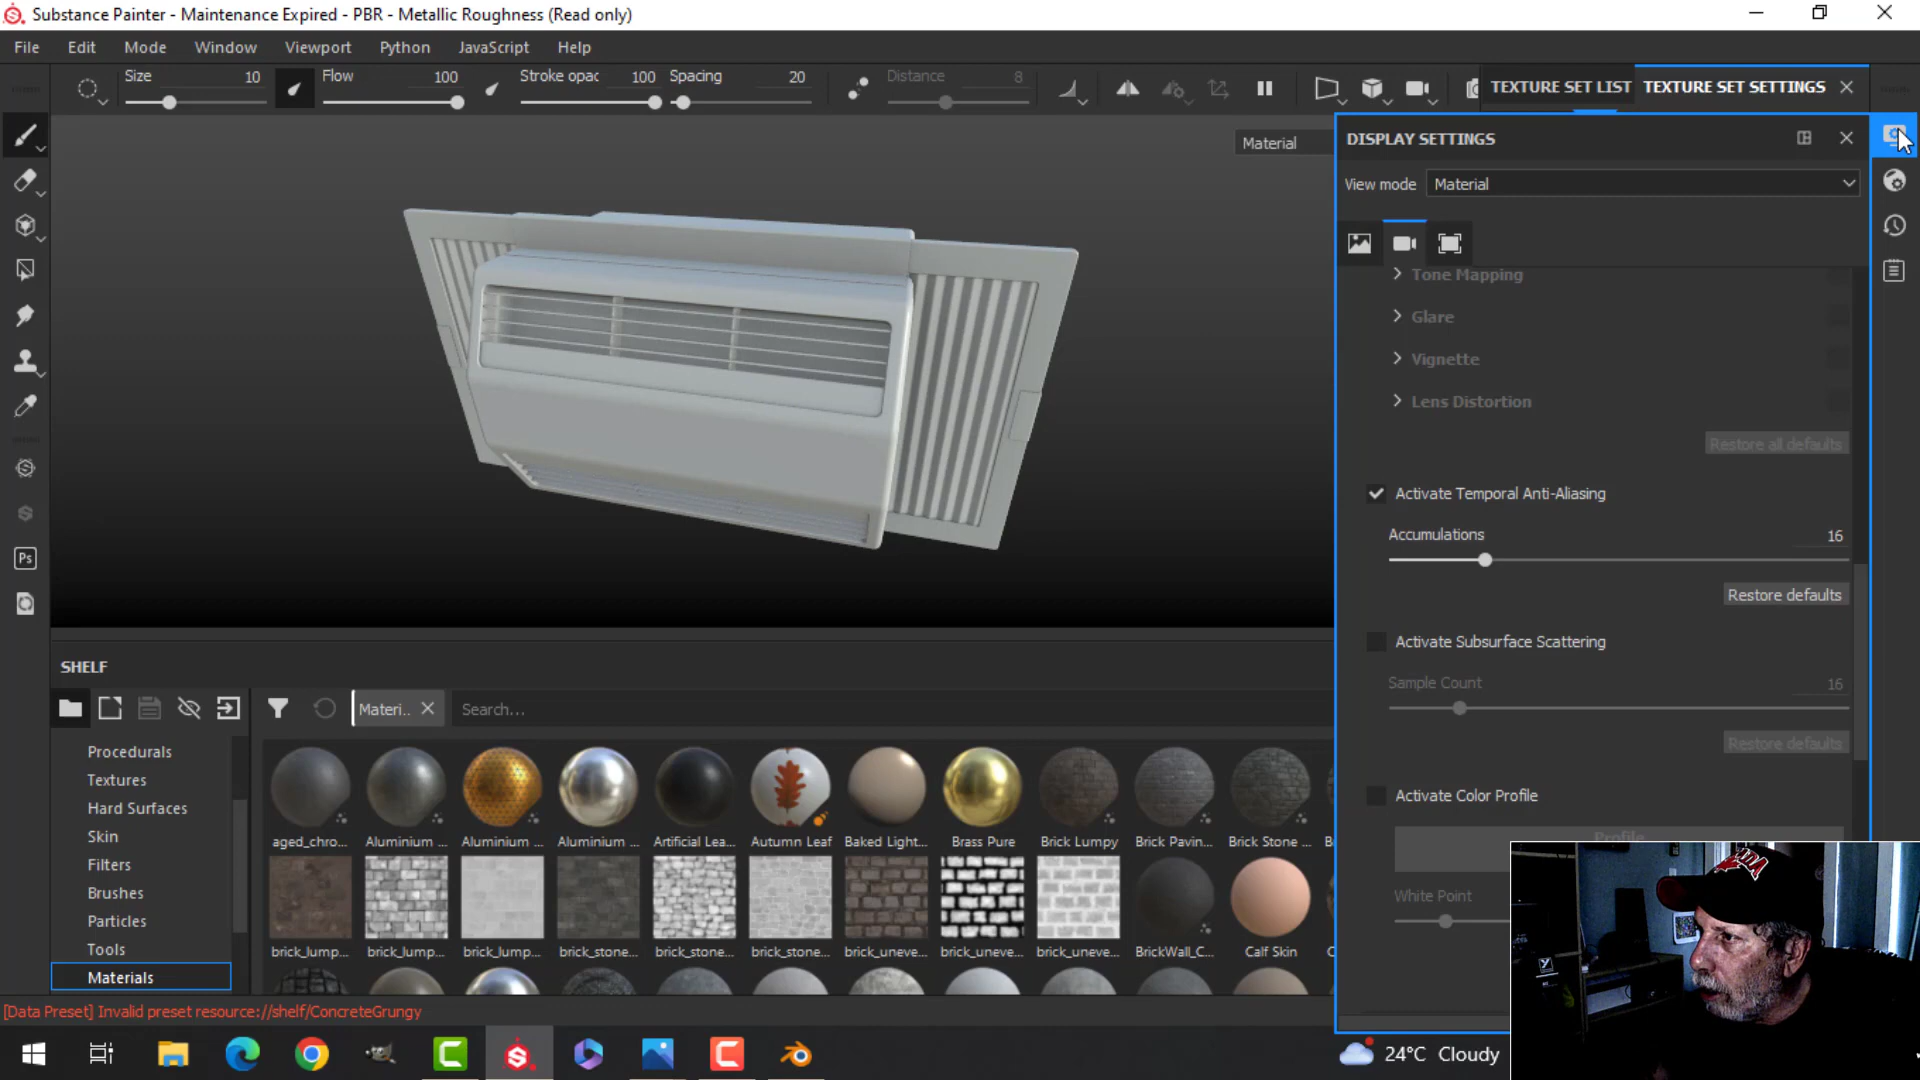 Substance Painter - Maintenance Expired - PBR - Metallic Roughness (Read only)
File Edit Mode Window Viewport Python JavaScript Help
Size 10 Flow 100 Stroke opac 100 Spacing 20 Distance 8
TEXTURE SET LIST TEXTURE SET SETTINGS
Material
DISPLAY SETTINGS
View mode Material
Tone Mapping
Glare
Vignette
Lens Distortion
Restore all defaults
Activate Temporal Anti-Aliasing
Accumulations 16
Restore defaults
Activate Subsurface Scattering
Sample Count 16
Restore defaults
Activate Color Profile
Profile
White Point
SHELF
Materi.. Search...
Procedurals
Textures
Hard Surfaces
Skin
Filters
Brushes
Particles
Tools
Materials
aged_chro... Aluminium ... Aluminium ... Aluminium ... Artificial Lea... Autumn Leaf Baked Light... Brass Pure Brick Lumpy Brick Pavin... Brick Stone ...
brick_lump... brick_lump... brick_lump... brick_stone... brick_stone... brick_stone... brick_uneve... brick_uneve... brick_uneve... BrickWall_C... Calf Skin
[Data Preset] Invalid preset resource://shelf/ConcreteGrungy
Ps
24°C Cloudy